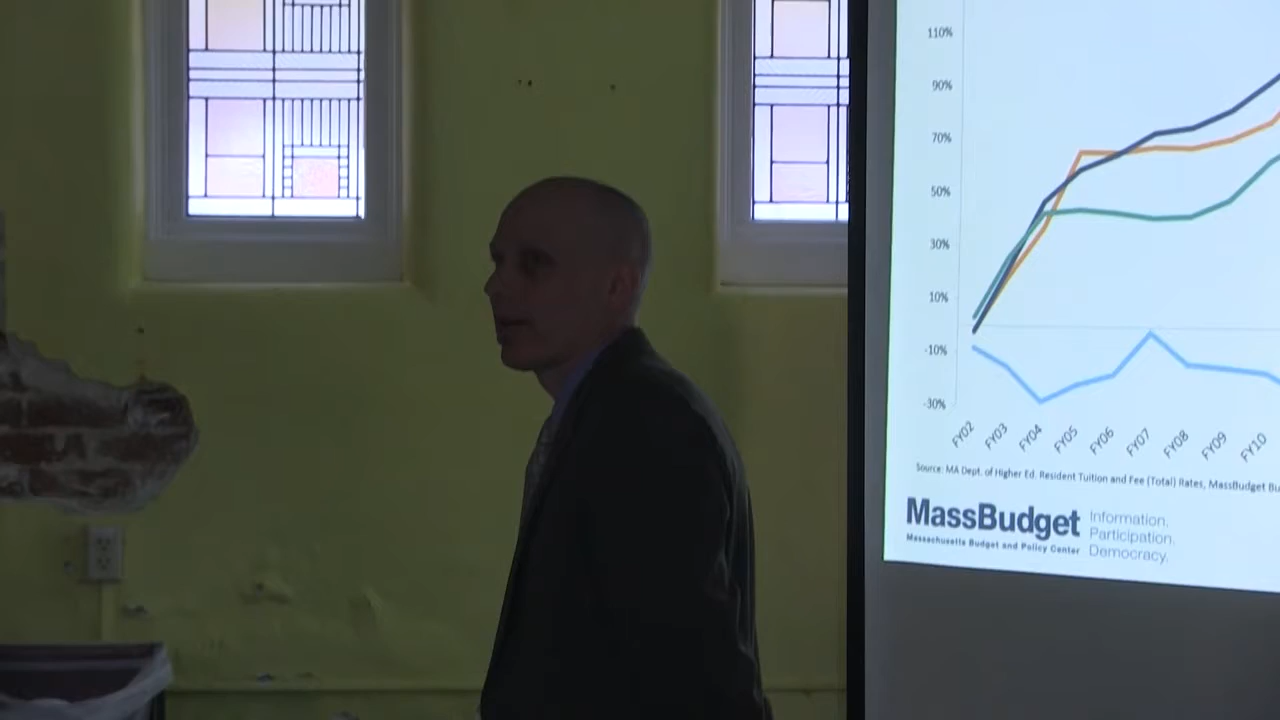 110%
90%
70%
50%
30%
10%
-10%
-30%
FY02
FY03
FY04
FY05
FY06
FY07
FY08
FY09
FY10
Source: MA Dept. of Higher Ed. Resident Tuition and Fee (Total) Rates, MassBudget Bu
MassBudget
Massachusetts Budget and Policy Center
Information.
Participation.
Democracy.